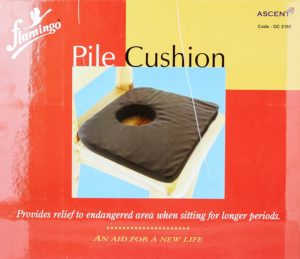 flamingo
ASCENT
Code - OC 2183
Pile Cushion
Provides relief to endangered area when sitting for longer periods.
AN AID FOR A NEW LIFE